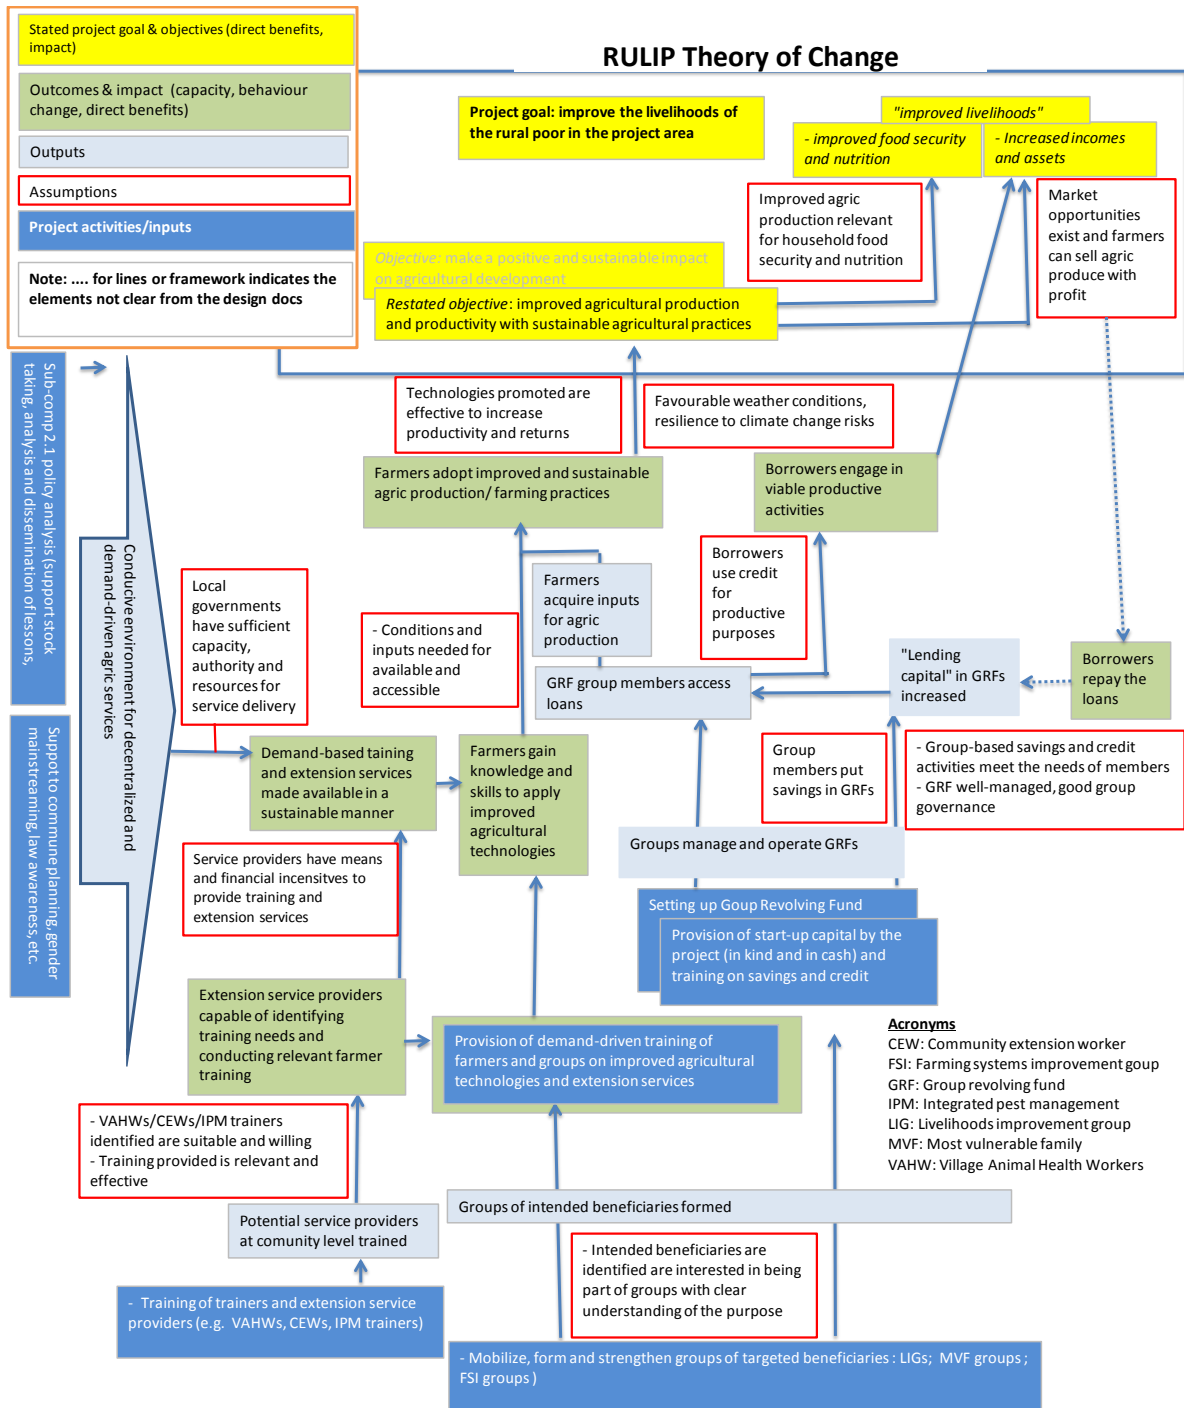 RULIP Theory of Change
Stated project goal & objectives (direct benefits,
impact)
Outcomes & impact  (capacity, behaviour
change, direct benefits)
Outputs
Assumptions
Project activities/inputs
Note: .... for lines or framework indicates the
elements not clear from the design docs
Project goal: improve the livelihoods of
the rural poor in the project area
"improved livelihoods"
- improved food security
and nutrition
- Increased incomes
and assets
Improved agric
production relevant
for household food
security and nutrition
Market
opportunities
exist and farmers
can sell agric
produce with
profit
Objective: make a positive and sustainable impact
on agricultural development
Restated objective: improved agricultural production
and productivity with sustainable agricultural practices
Sub-comp 2.1 policy analysis (support stock
taking, analysis and dissemination of lessons,
Technologies promoted are
effective to increase
productivity and returns
Favourable weather conditions,
resilience to climate change risks
Farmers adopt improved and sustainable
agric production/ farming practices
Borrowers engage in
viable productive
activities
Conducive environment for decentralized and
demand-driven agric services
Local
governments
have sufficient
capacity,
authority and
resources for
service delivery
Farmers
acquire inputs
for agric
production
Borrowers
use credit
for
productive
purposes
- Conditions and
inputs needed for
available and
accessible
GRF group members access
loans
"Lending
capital" in GRFs
increased
Borrowers
repay the
loans
Suppot to commune planning, gender
mainstreaming, law awareness, etc.
Demand-based taining
and extension services
made available in a
sustainable manner
Farmers gain
knowledge and
skills to apply
improved
agricultural
technologies
Group
members put
savings in GRFs
- Group-based savings and credit
activities meet the needs of members
- GRF well-managed, good group
governance
Groups manage and operate GRFs
Service providers have means
and financial incensitves to
provide training and
extension services
Setting up Goup Revolving Fund
Provision of start-up capital by the
project (in kind and in cash) and
training on savings and credit
Extension service providers
capable of identifying
training needs and
conducting relevant farmer
training
Provision of demand-driven training of
farmers and groups on improved agricultural
technologies and extension services
Acronyms
CEW: Community extension worker
FSI: Farming systems improvement goup
GRF: Group revolving fund
IPM: Integrated pest management
LIG: Livelihoods improvement group
MVF: Most vulnerable family
VAHW: Village Animal Health Workers
- VAHWs/CEWs/IPM trainers
identified are suitable and willing
- Training provided is relevant and
effective
Groups of intended beneficiaries formed
Potential service providers
at comunity level trained
- Intended beneficiaries are
identified are interested in being
part of groups with clear
understanding of the purpose
- Training of trainers and extension service
providers (e.g. VAHWs, CEWs, IPM trainers)
- Mobilize, form and strengthen groups of targeted beneficiaries : LIGs;  MVF groups ;
FSI groups )